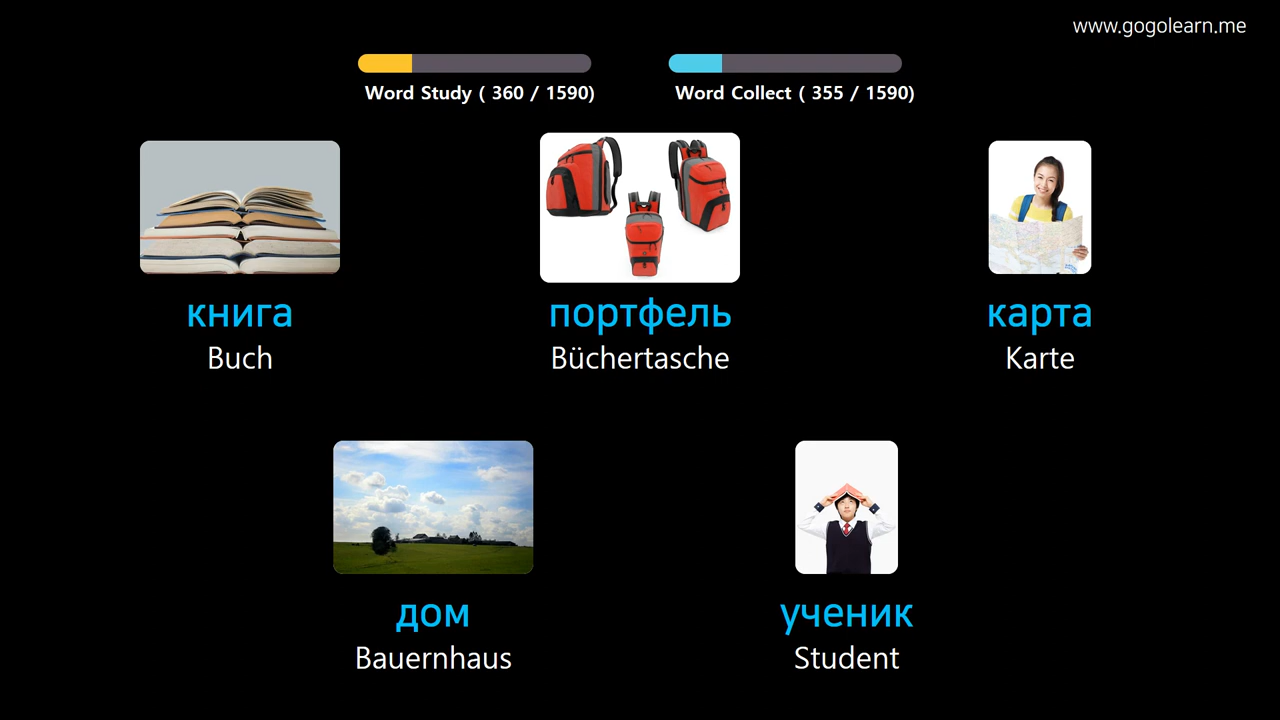 www.gogolearn.me
Word Study ( 360 / 1590)
Word Collect ( 355 / 1590)
книга
Buch
портфель
Büchertasche
карта
Karte
дом
Bauernhaus
ученик
Student